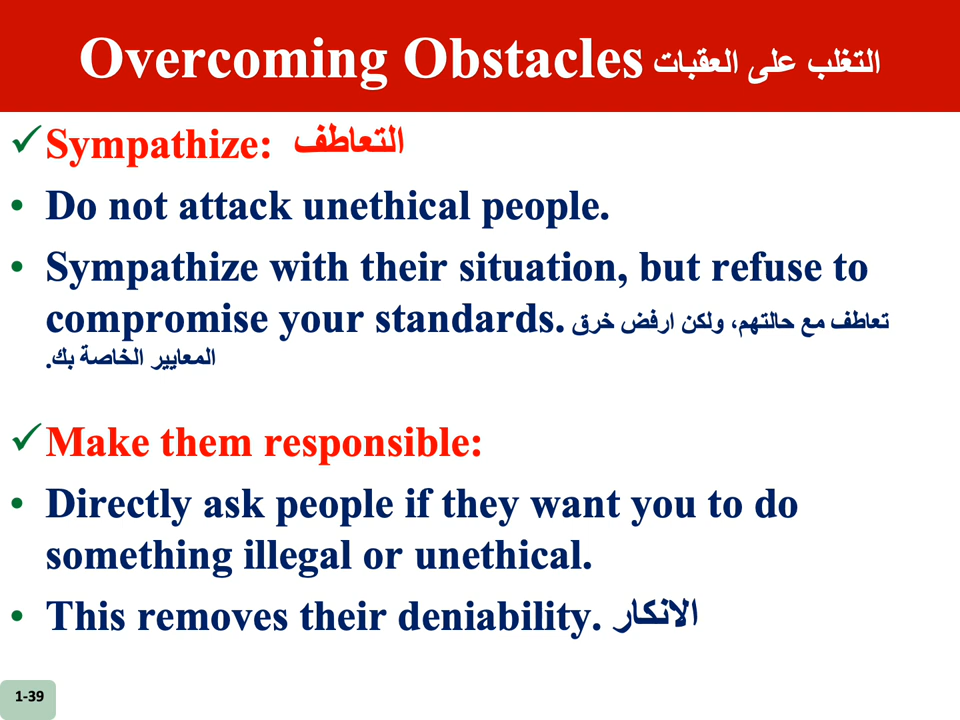 Overcoming Obstacles التغلب على العقبات
✓ Sympathize: التعاطف
• Do not attack unethical people.
• Sympathize with their situation, but refuse to
compromise your standards. تعاطف مع حالتهم، ولكن ارفض خرق
المعايير الخاصة بك.
✓ Make them responsible:
• Directly ask people if they want you to do
something illegal or unethical.
• This removes their deniability. الانكار
1-39